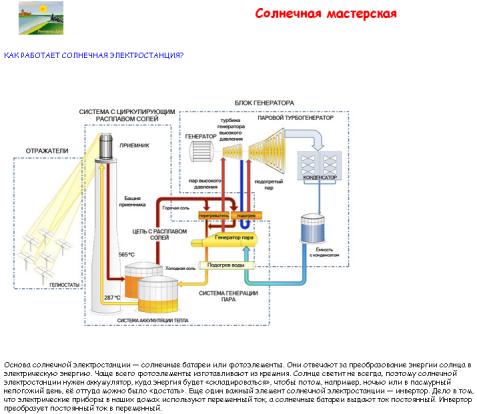 Солнечная мастерская
КАК РАБОТАЕТ СОЛНЕЧНАЯ ЭЛЕКТРОСТАНЦИЯ?
БЛОК ГЕНЕРАТОРА
СИСТЕМА С ЦИРКУЛИРУЮЩИМ
РАСПЛАВОМ СОЛЕЙ
турбина
генератора
высокого
давления
ПАРОВОЙ ТУРБОГЕНЕРАТОР
ГЕНЕРАТОР
ОТРАЖАТЕЛИ
ПРИЕМНИК
КОНДЕНСАТОР
пар высокого
давления
подогретый
пар
Башня
приемника
Горячая соль
перегреватель
подогрев
ЦЕПЬ С РАСПЛАВОМ
СОЛЕЙ
Генератор пара
Емкость
с конденсатом
565 °C
Холодная соль
Подогрев воды
ГЕЛИОСТАТЫ
287 °C
СИСТЕМА ГЕНЕРАЦИИ
ПАРА
СИСТЕМА АККУМУЛЯЦИИ ТЕПЛА
Основа солнечной электростанции — солнечные батареи или фотоэлементы. Они отвечают за преобразование энергии солнца в
электрическую энергию. Чаще всего фотоэлементы изготавливают из кремния. Солнце светит не всегда, поэтому солнечной
электростанции нужен аккумулятор, куда энергия будет «складироваться», чтобы потом, например, ночью или в пасмурный
непогожий день, её оттуда можно было «достать». Еще один важный элемент солнечной электростанции — инвертор. Дело в том,
что электрические приборы в наших домах используют переменный ток, а солнечные батареи выдают ток постоянный. Инвертор
преобразует постоянный ток в переменный.